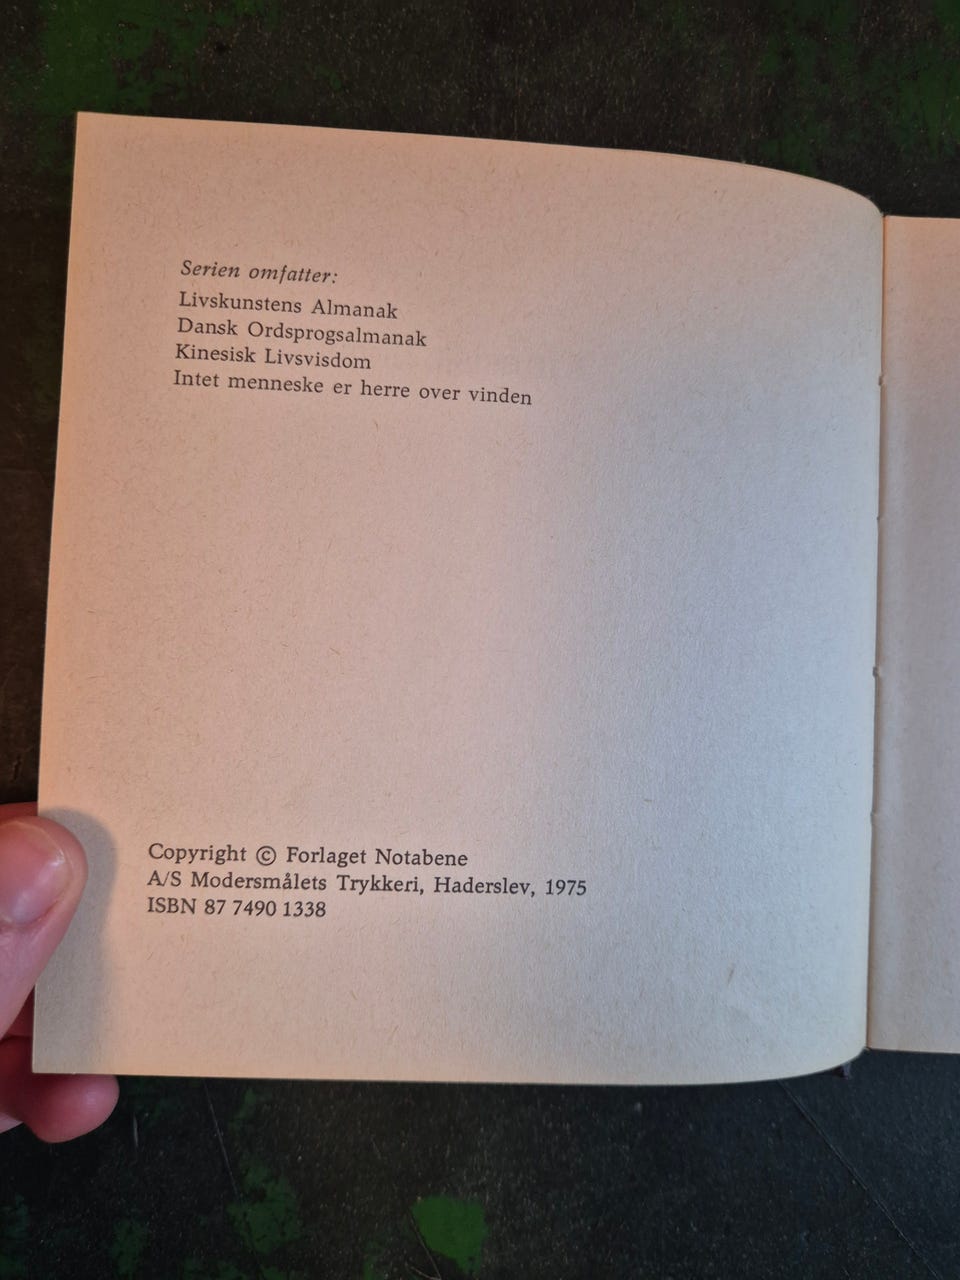 Serien omfatter:
Livskunstens Almanak
Dansk Ordsprogsalmanak
Kinesisk Livsvisdom
Intet menneske er herre over vinden
Copyright © Forlaget Notabene
A/S Modersmålets Trykkeri, Haderslev, 1975
ISBN 87 7490 1338